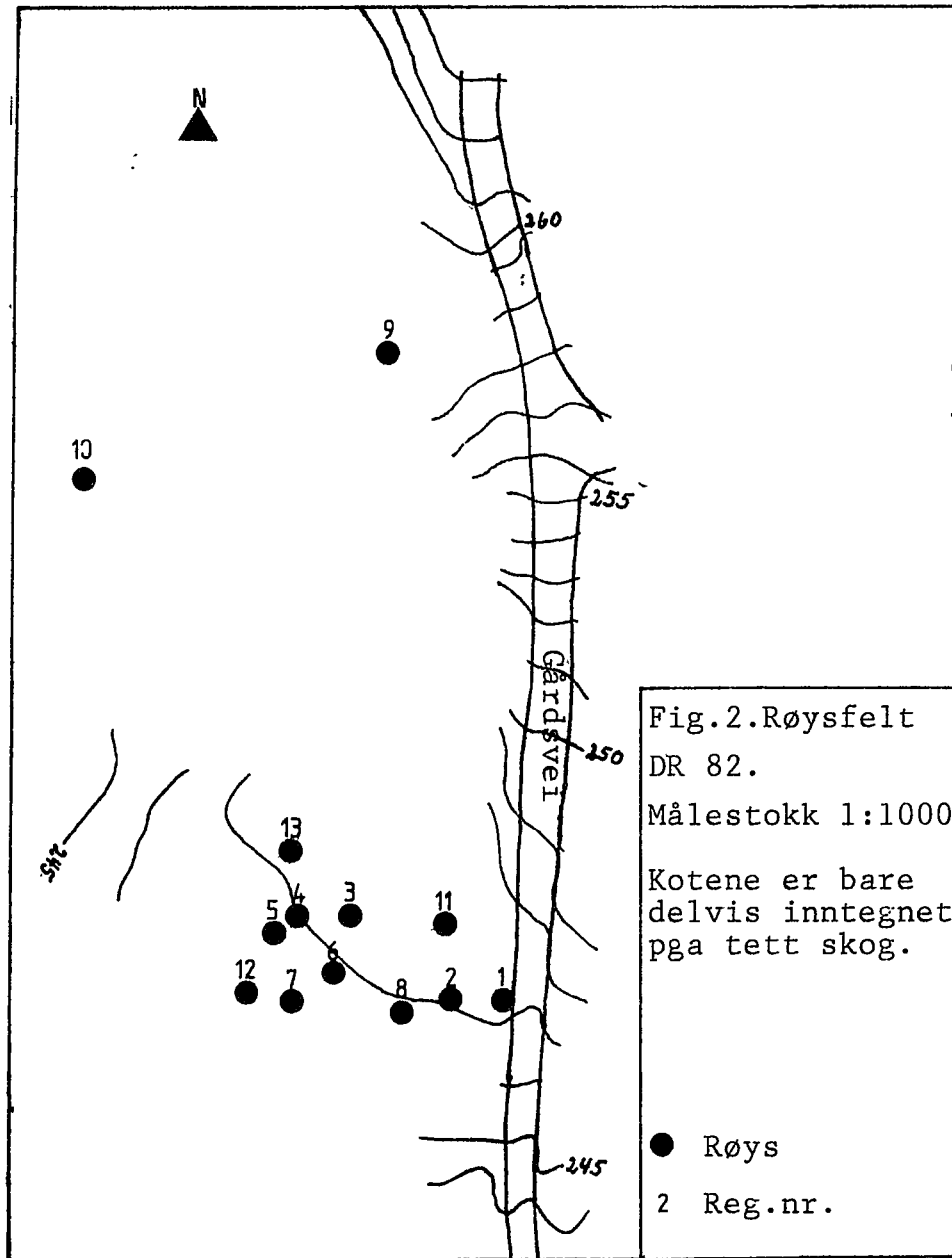 N
260
9
10
255
Gårdsvei
250
245
13
4
3
11
5
6
12
7
8
2
1
245
Fig.2.Røysfelt
DR 82.
Målestokk 1:1000
Kotene er bare
delvis inntegnet
pga tett skog.
Røys
2 Reg.nr.